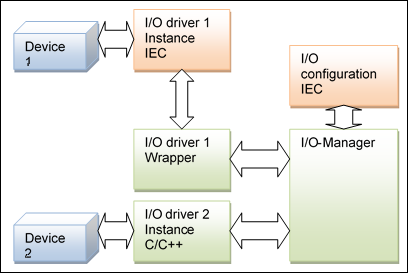 Device
1
I/O driver 1
Instance
IEC
I/O
configuration
IEC
I/O driver 1
Wrapper
I/O-Manager
Device
2
I/O driver 2
Instance
C/C++